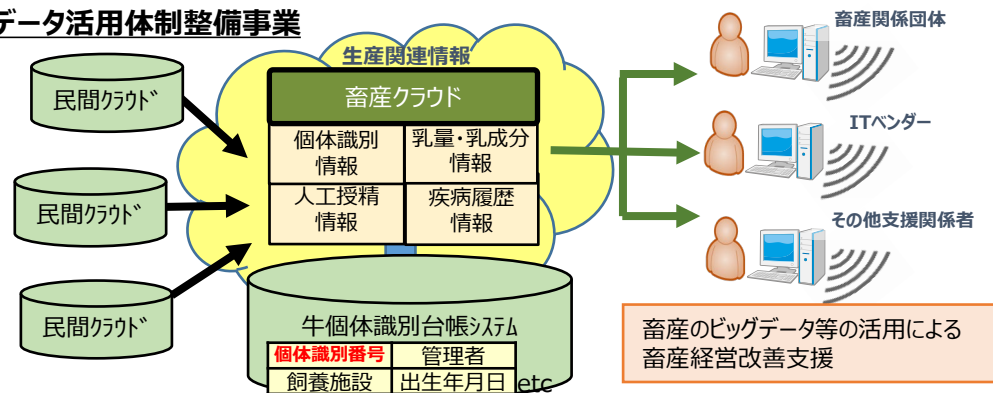 データ活用体制整備事業
民間クラウド
民間クラウド
民間クラウド
生産関連情報
畜産クラウド
個体識別
情報
乳量・乳成分
情報
人工授精
情報
疾病履歴
情報
牛個体識別台帳システム
個体識別番号
管理者
飼養施設
出生年月日
etc
畜産関係団体
ITベンダー
その他支援関係者
畜産のビッグデータ等の活用による
畜産経営改善支援